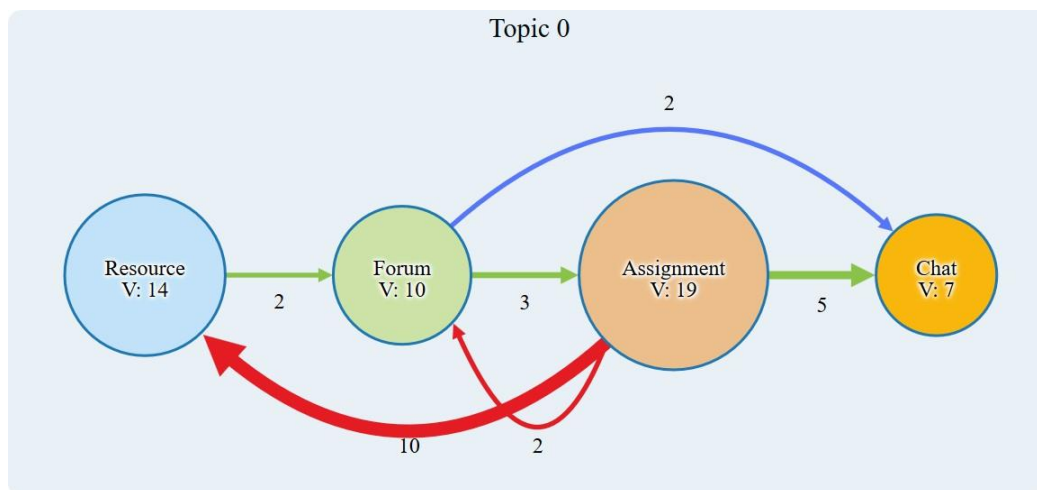 Topic 0
2
Resource
V: 14
2
Forum
V: 10
3
Assignment
V: 19
5
Chat
V: 7
10
2